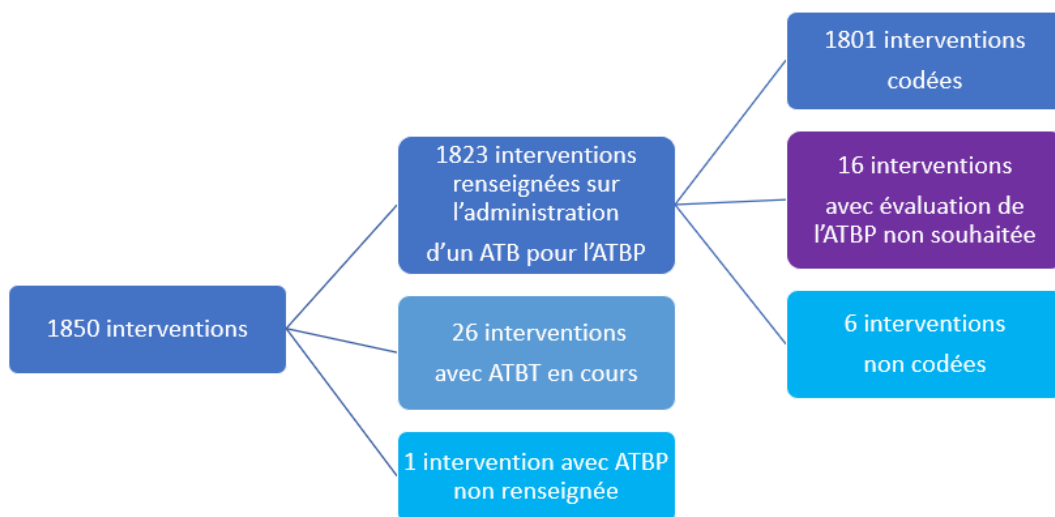 1850 interventions
1823 interventions
renseignées sur
l'administration
d'un ATB pour l'ATBP
26 interventions
avec ATBT en cours
1 intervention avec ATBP
non renseignée
1801 interventions
codées
16 interventions
avec évaluation de
l'ATBP non souhaitée
6 interventions
non codées